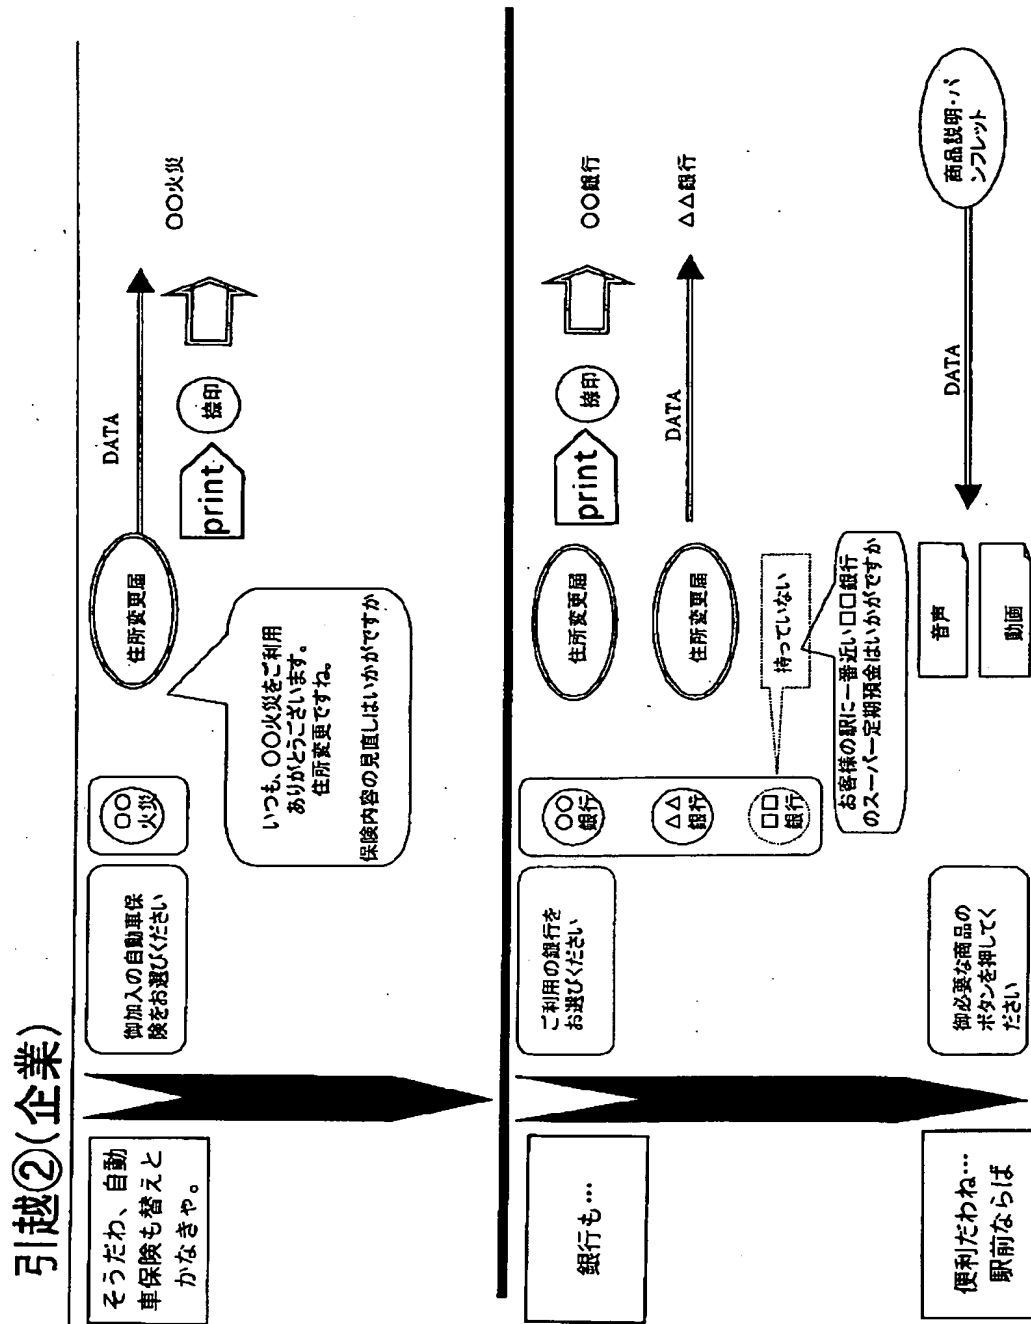 引越②(企業)
そうだわ、自動
車保険も替えと
かなきゃ。
御加入の自動車保
険をお選びください
○○
火災
住所変更届
DATA
○○火災
print
捺印
いつも、○○火災をご利用
ありがとうございます。
住所変更ですね。
保険内容の見直しはいかがですか
銀行も…
ご利用の銀行を
お選びください
○○
銀行
住所変更届
print
捺印
○○銀行
△△
銀行
住所変更届
DATA
△△銀行
□□
銀行
持っていない
お客様の駅に一番近い□□銀行
のスーパー定期預金はいかがですか
便利だわね…
駅前ならば
御必要な商品の
ボタンを押してく
ださい
音声
動画
DATA
商品説明・パ
ンフレット